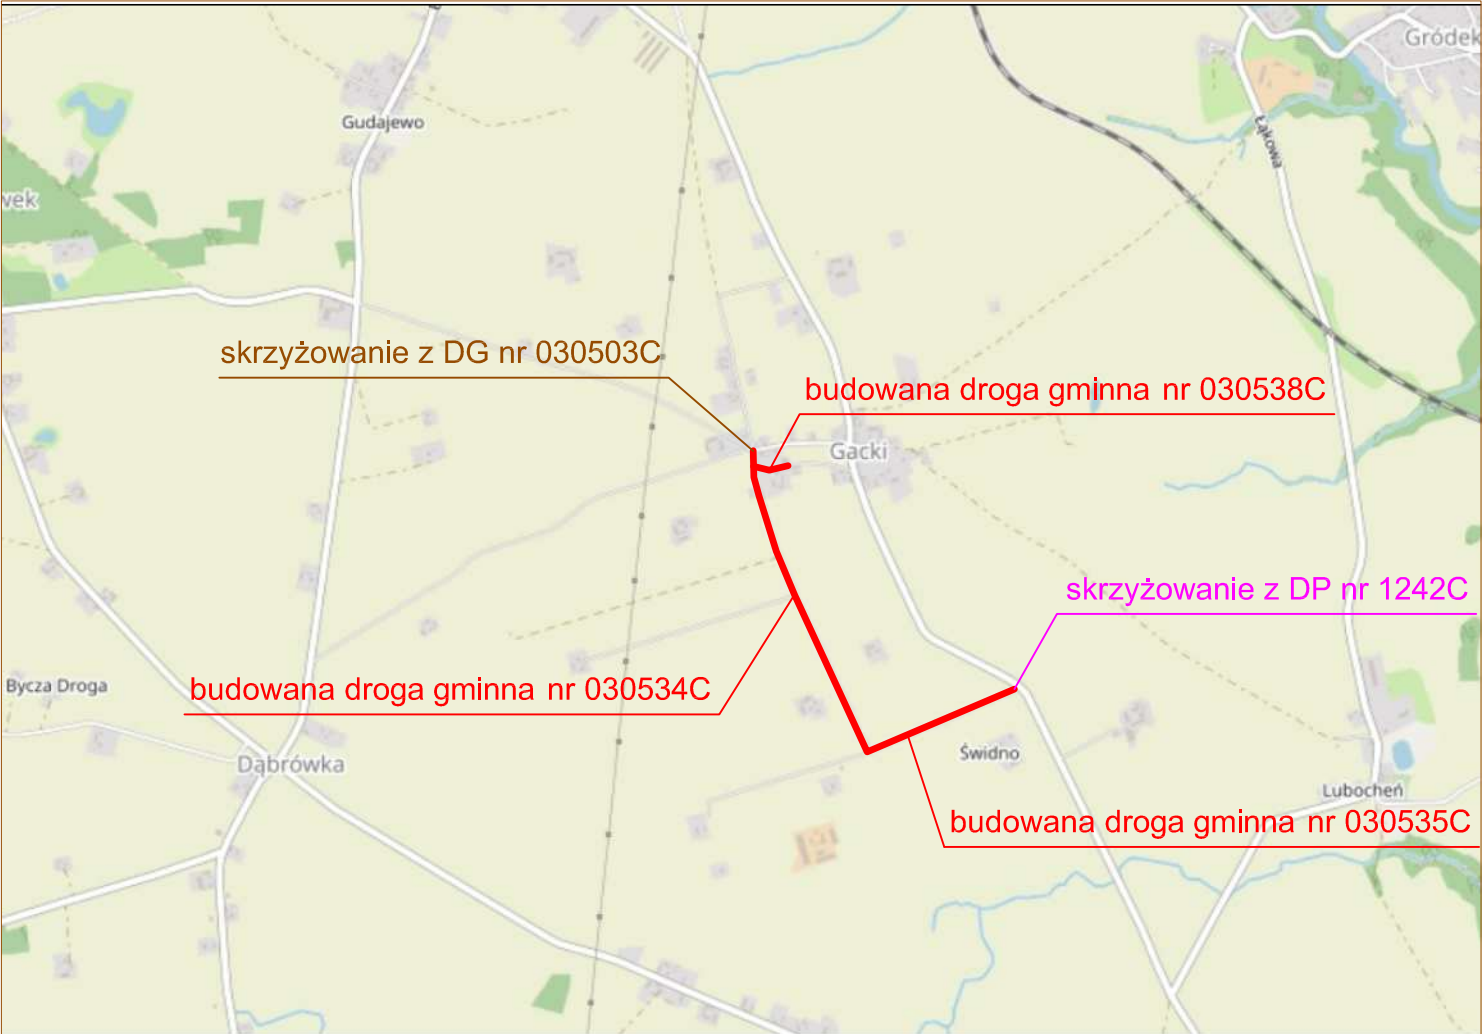 Gródek
Gudajewo
Łąkowa
wek
skrzyżowanie z DG nr 030503C
budowana droga gminna nr 030538C
Gacki
skrzyżowanie z DP nr 1242C
Bycza Droga
budowana droga gminna nr 030534C
Dąbrówka
Świdno
Lubocheń
budowana droga gminna nr 030535C